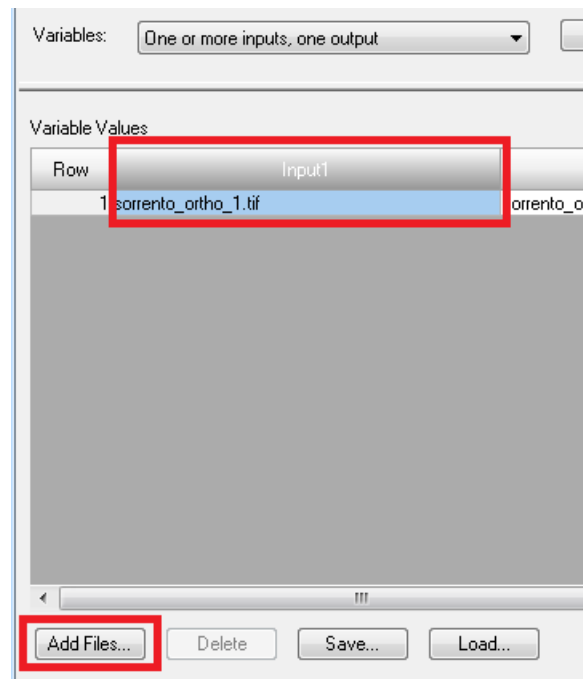 Variables: One or more inputs, one output
Variable Values
Row Input1
1 sorrento_ortho_1.tif orrento_o
Add Files... Delete Save... Load...